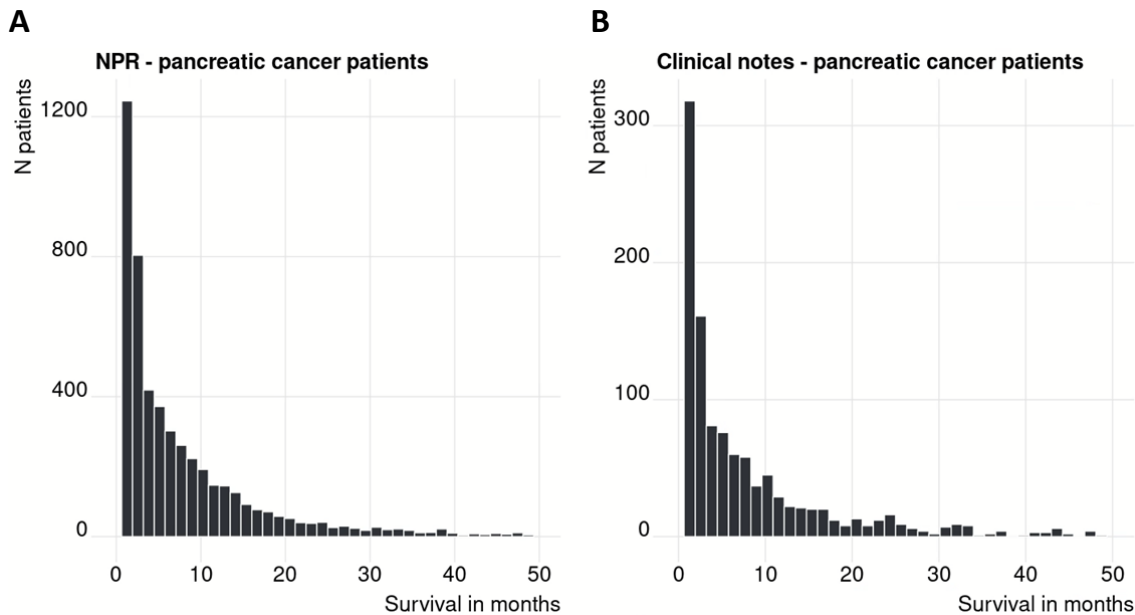 A
NPR - pancreatic cancer patients
N patients
1200
800
400
0
0 10 20 30 40 50
Survival in months
B
Clinical notes - pancreatic cancer patients
N patients
300
200
100
0
0 10 20 30 40 50
Survival in months